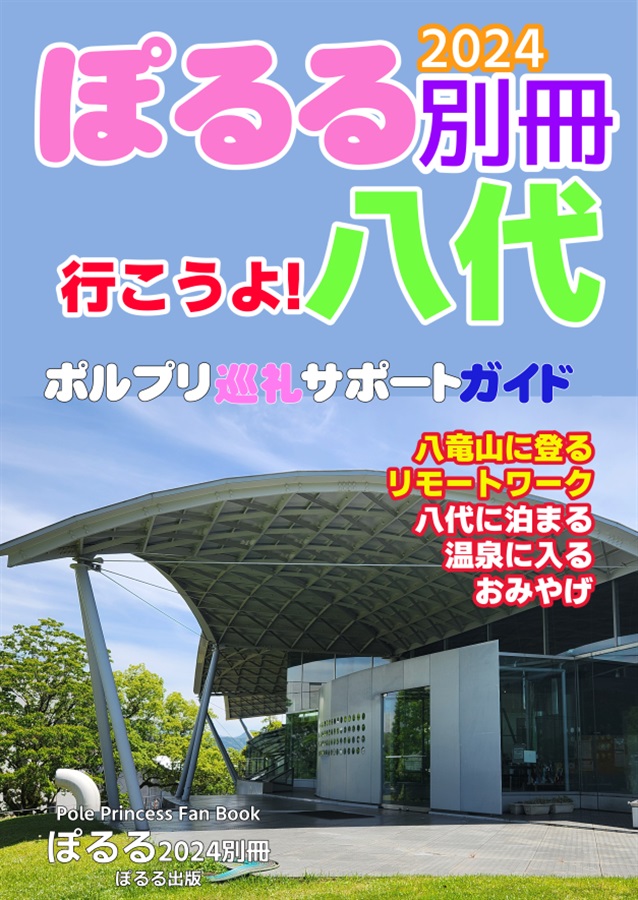 2024
ぽるる別冊
行こうよ!八代
ポルプリ巡礼サポートガイド
八竜山に登る
リモートワーク
八代に泊まる
温泉に入る
おみやげ
Pole Princess Fan Book
ぽるる2024別冊
ぽるる出版